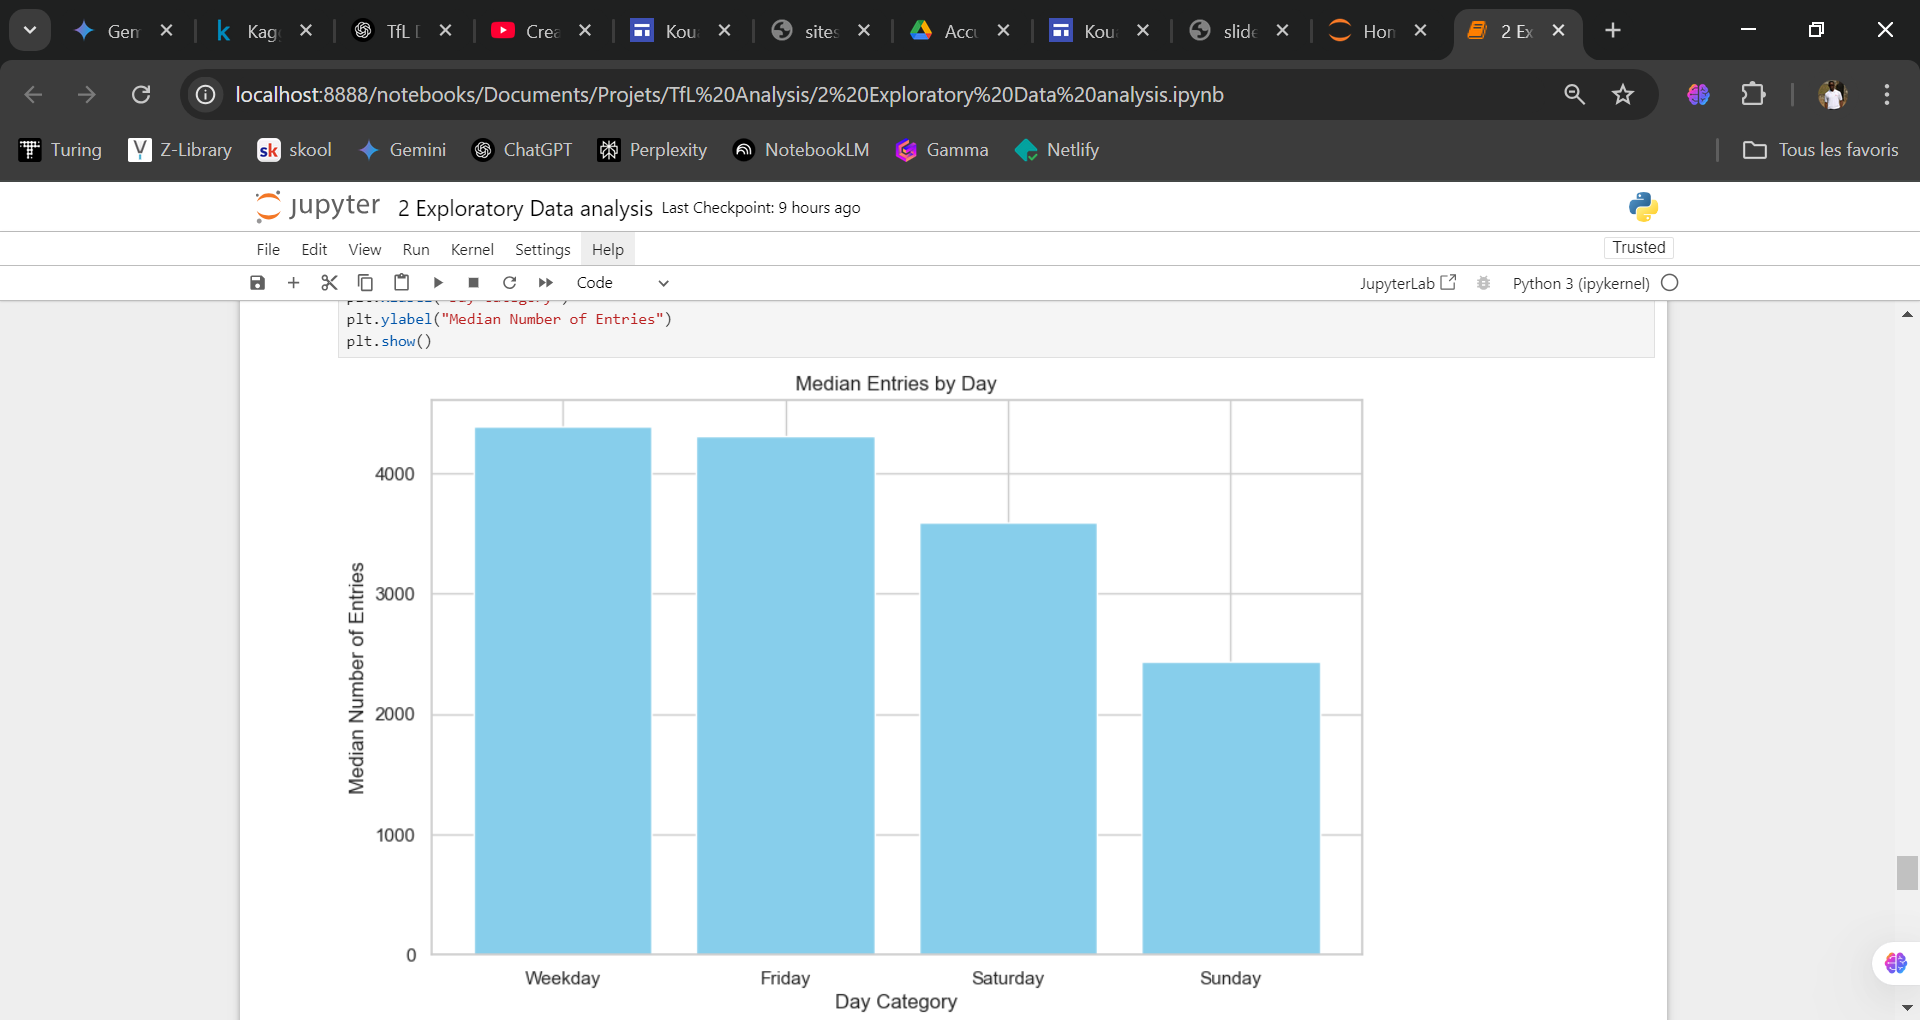 Gem
Kag
TfL D
Crea
Kou
sites
Accu
Kou
slide
Hom
2 Ex
localhost:8888/notebooks/Documents/Projets/TfL%20Analysis/2%20Exploratory%20Data%20analysis.ipynb
Turing
Z-Library
sk skool
Gemini
ChatGPT
Perplexity
NotebookLM
Gamma
Netlify
Tous les favoris
jupyter 2 Exploratory Data analysis Last Checkpoint: 9 hours ago
File Edit View Run Kernel Settings Help
Trusted
Code
JupyterLab
Python 3 (ipykernel)
plt.ylabel("Median Number of Entries")
plt.show()
Median Entries by Day
Median Number of Entries
4000
3000
2000
1000
0
Weekday Friday Saturday Sunday
Day Category